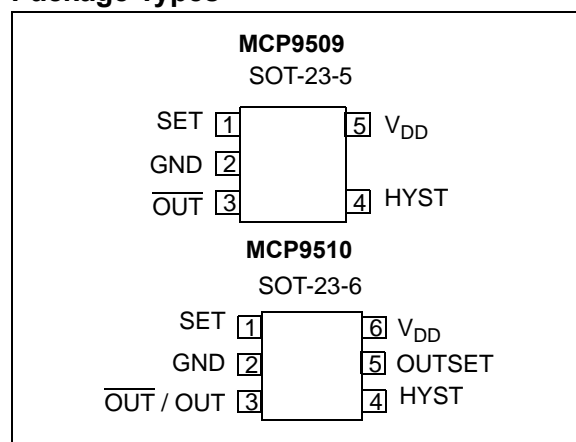 Package Types
MCP9509
SOT-23-5
SET 1 5 VDD
GND 2
OUT 3 4 HYST
MCP9510
SOT-23-6
SET 1 6 VDD
GND 2 5 OUTSET
OUT / OUT 3 4 HYST